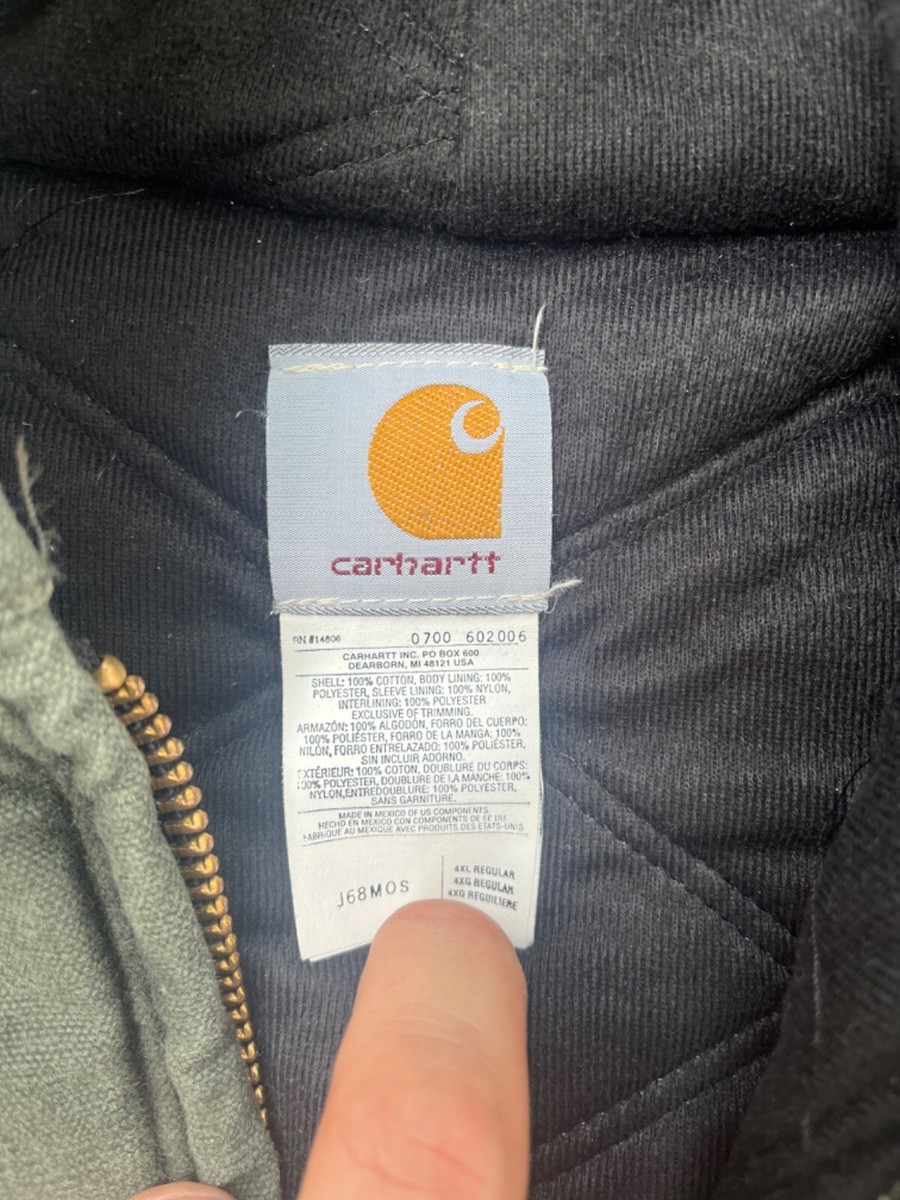 carhartt
RN #14806 0700 602006
CARHARTT INC. PO BOX 600
DEARBORN, MI 48121 USA
SHELL: 100% COTTON, BODY LINING: 100%
POLYESTER, SLEEVE LINING: 100% NYLON,
INTERLINING: 100% POLYESTER
EXCLUSIVE OF TRIMMING.
ARMAZÓN: 100% ALGODÓN, FORRO DEL CUERPO:
100% POLIÉSTER, FORRO DE LA MANGA: 100%
NILÓN, FORRO ENTRELAZADO: 100% POLIÉSTER,
SIN INCLUIR ADORNO.
EXTÉRIEUR: 100% COTON, DOUBLURE DU CORPS:
100% POLYESTER, DOUBLURE DE LA MANCHE: 100%
NYLON,ENTREDOUBLURE: 100% POLYESTER,
SANS GARNITURE.
MADE IN MEXICO OF US COMPONENTS
HECHO EN MEXICO CON COMPONENTS DE EE UU.
FABRIQUE AU MEXIQUE AVEC PRODUITS DES ETATS-UNIS
J68MOS
4XL REGULAR
4XG REGULAR
4XG REGULIERE